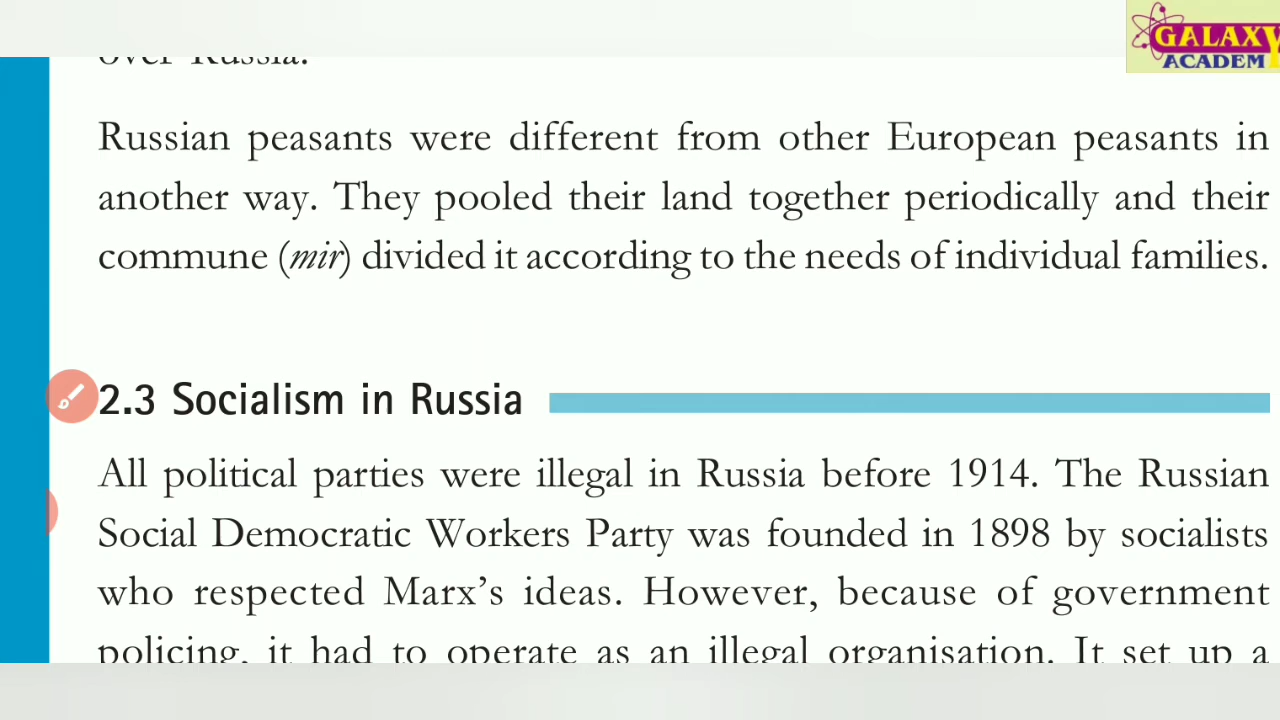 GALAXY
ACADEMY
over Russia.
Russian peasants were different from other European peasants in
another way. They pooled their land together periodically and their
commune (mir) divided it according to the needs of individual families.
2.3 Socialism in Russia
All political parties were illegal in Russia before 1914. The Russian
Social Democratic Workers Party was founded in 1898 by socialists
who respected Marx’s ideas. However, because of government
policing, it had to operate as an illegal organisation. It set up a